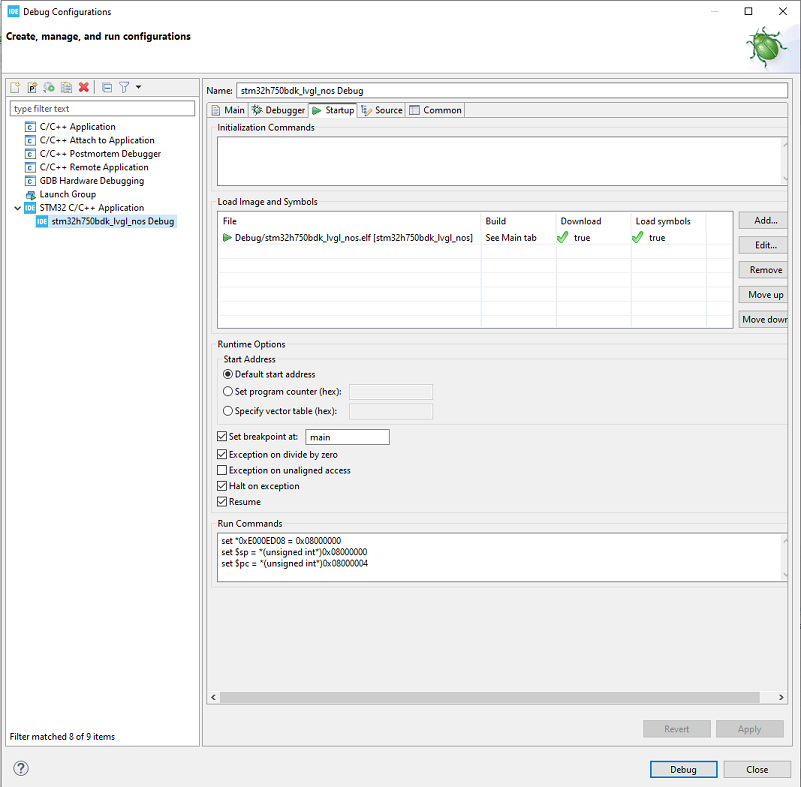 IDE Debug Configurations
Create, manage, and run configurations
type filter text
C/C++ Application
C/C++ Attach to Application
C/C++ Postmortem Debugger
C/C++ Remote Application
GDB Hardware Debugging
Launch Group
IDE STM32 C/C++ Application
IDE stm32h750bdk_lvgl_nos Debug
Filter matched 8 of 9 items
Name: stm32h750bdk_lvgl_nos Debug
Main Debugger Startup Source Common
Initialization Commands
Load Image and Symbols
File Build Download Load symbols
Debug/stm32h750bdk_lvgl_nos.elf [stm32h750bdk_lvgl_nos] See Main tab true true
Add...
Edit...
Remove
Move up
Move down
Runtime Options
Start Address
Default start address
Set program counter (hex):
Specify vector table (hex):
Set breakpoint at: main
Exception on divide by zero
Exception on unaligned access
Halt on exception
Resume
Run Commands
set *0xE000ED08 = 0x08000000
set $sp = *(unsigned int*)0x08000000
set $pc = *(unsigned int*)0x08000004
Revert Apply
Debug Close